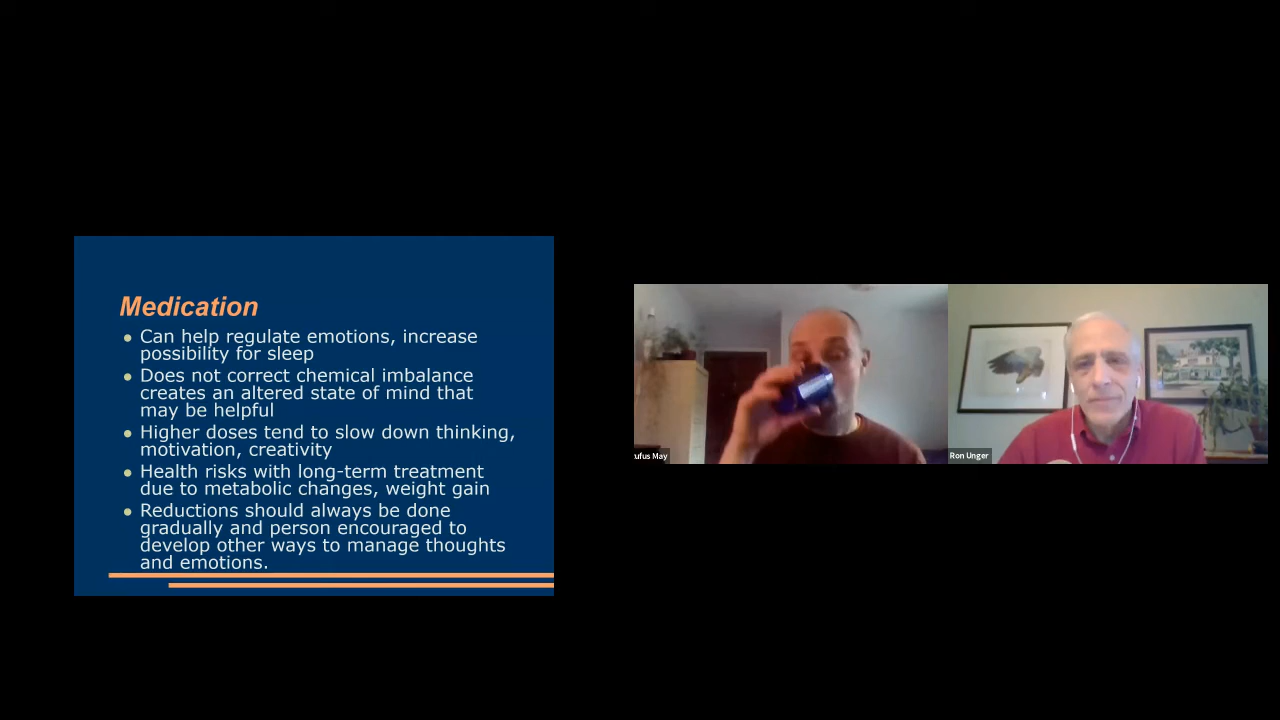 Medication
Can help regulate emotions, increase
possibility for sleep
Does not correct chemical imbalance
creates an altered state of mind that
may be helpful
Higher doses tend to slow down thinking,
motivation, creativity
Health risks with long-term treatment
due to metabolic changes, weight gain
Reductions should always be done
gradually and person encouraged to
develop other ways to manage thoughts
and emotions.
ufus May
Ron Unger